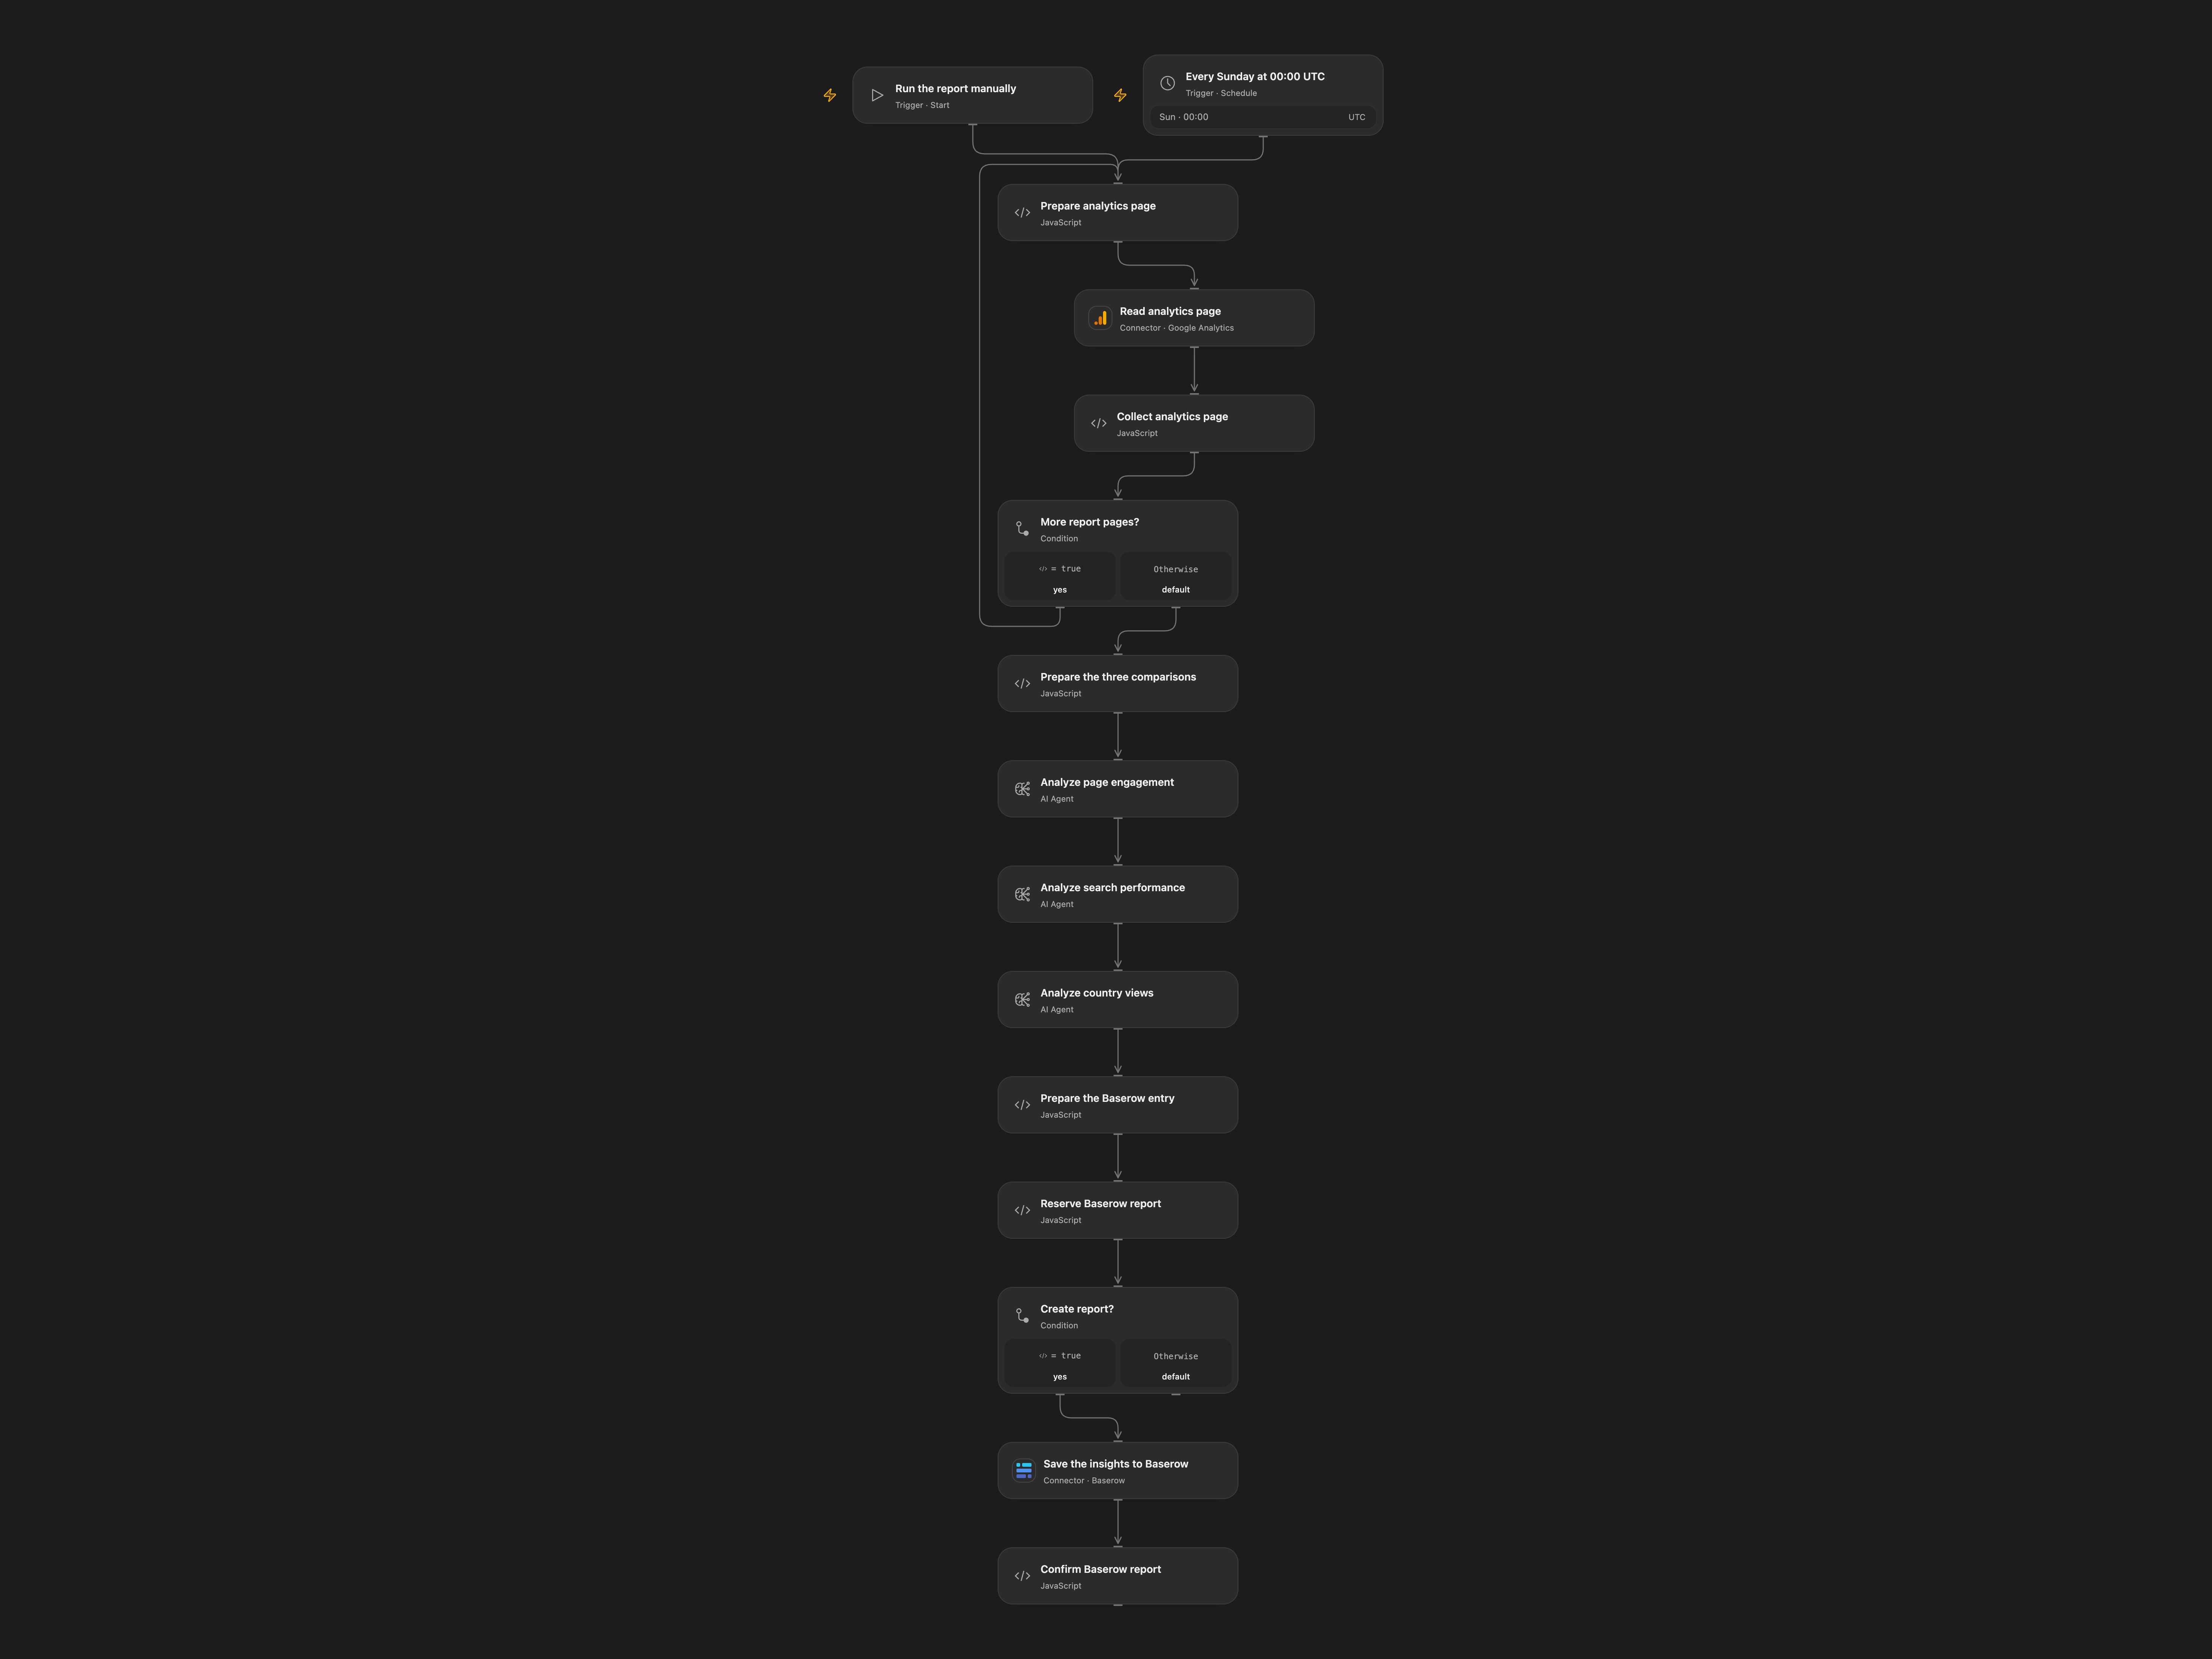 Run the report manually
Trigger · Start
Every Sunday at 00:00 UTC
Trigger · Schedule
Sun · 00:00
UTC
Prepare analytics page
JavaScript
Read analytics page
Connector · Google Analytics
Collect analytics page
JavaScript
More report pages?
Condition
</> = true
yes
Otherwise
default
Prepare the three comparisons
JavaScript
Analyze page engagement
AI Agent
Analyze search performance
AI Agent
Analyze country views
AI Agent
Prepare the Baserow entry
JavaScript
Reserve Baserow report
JavaScript
Create report?
Condition
</> = true
yes
Otherwise
default
Save the insights to Baserow
Connector · Baserow
Confirm Baserow report
JavaScript